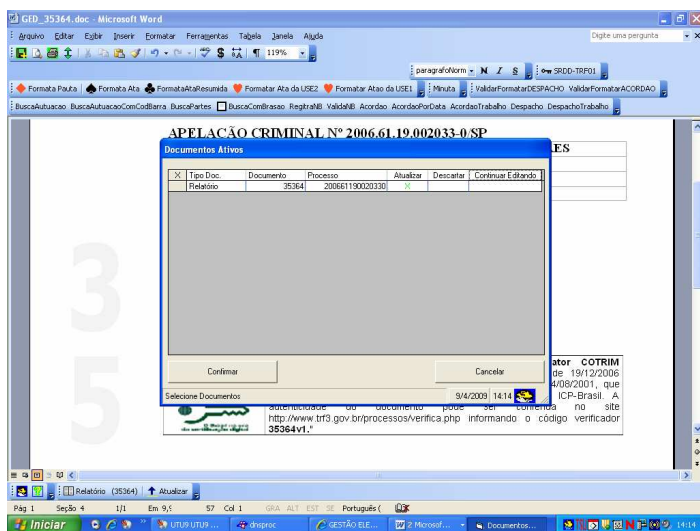 GED_35364.doc - Microsoft Word
Arquivo Editar Exibir Inserir Formatar Ferramentas Tabela Janela Ajuda
Digite uma pergunta
119%
paragrafoNorm N I S SRDD-TRF01
Formata Pauta Formata Ata FormataAtaResumida Formatar Ata da USE2 Formatar Atao da USE1 Minuta ValidarFormatarDESPACHO ValidarFormatarACORDAO
BuscaAutuacao BuscaAutuacaoComCodBarra BuscaPartes BuscaComBrasao RegitraNB ValidaNB Acordao AcordaoPorData AcordaoTrabalho Despacho DespachoTrabalho
APELAÇÃO CRIMINAL Nº 2006.61.19.002033-0/SP
Documentos Ativos
ES
X Tipo Doc. Documento Processo Atualizar Descartar Continuar Editando
Relatório 35364 200661190020330 X
3
5
Confirmar Cancelar
ator COTRIM
de 19/12/2006
4/08/2001, que
ICP-Brasil. A
Selecione Documentos 9/4/2009 14:14
autenticidade do documento pode ser conferida no site
http://www.trf3.gov.br/processos/verifica.php informando o código verificador
35364v1."
Relatório (35364) Atualizar
Pág 1 Seção 4 1/1 Em 9,9 57 Col 1 GRA ALT EST SE Português (
Iniciar UTU9 UTU9 ... dnsproc GESTÃO ELE... 2 Microsof... Documentos... 14:14